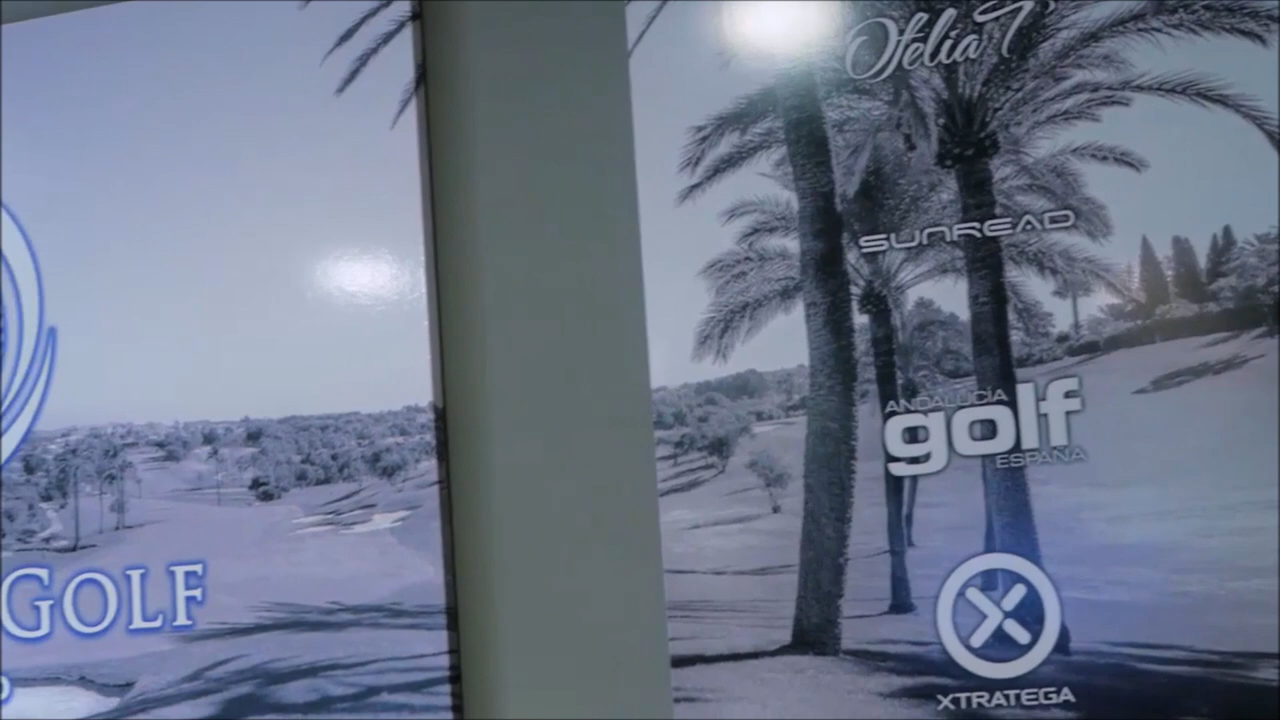 GOLF
Ofelia T
SUNREAD
ANDALUCÍA
golf
ESPAÑA
XTRATEGA